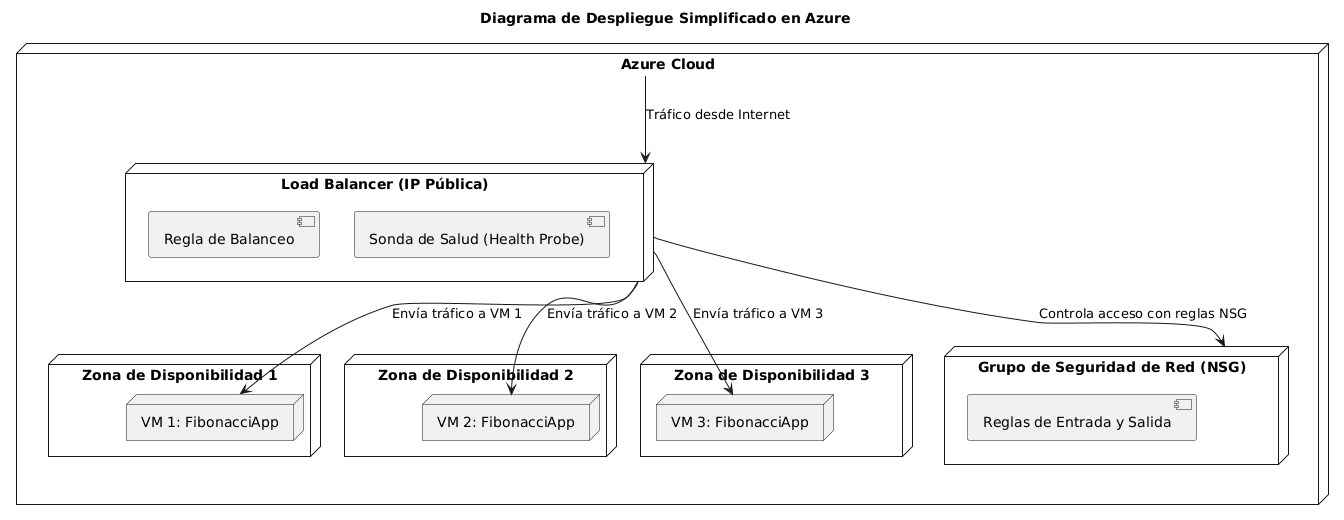 Diagrama de Despliegue Simplificado en Azure
Azure Cloud
Tráfico desde Internet
Load Balancer (IP Pública)
Regla de Balanceo
Sonda de Salud (Health Probe)
Envía tráfico a VM 1
Envía tráfico a VM 2
Envía tráfico a VM 3
Controla acceso con reglas NSG
Zona de Disponibilidad 1
VM 1: FibonacciApp
Zona de Disponibilidad 2
VM 2: FibonacciApp
Zona de Disponibilidad 3
VM 3: FibonacciApp
Grupo de Seguridad de Red (NSG)
Reglas de Entrada y Salida